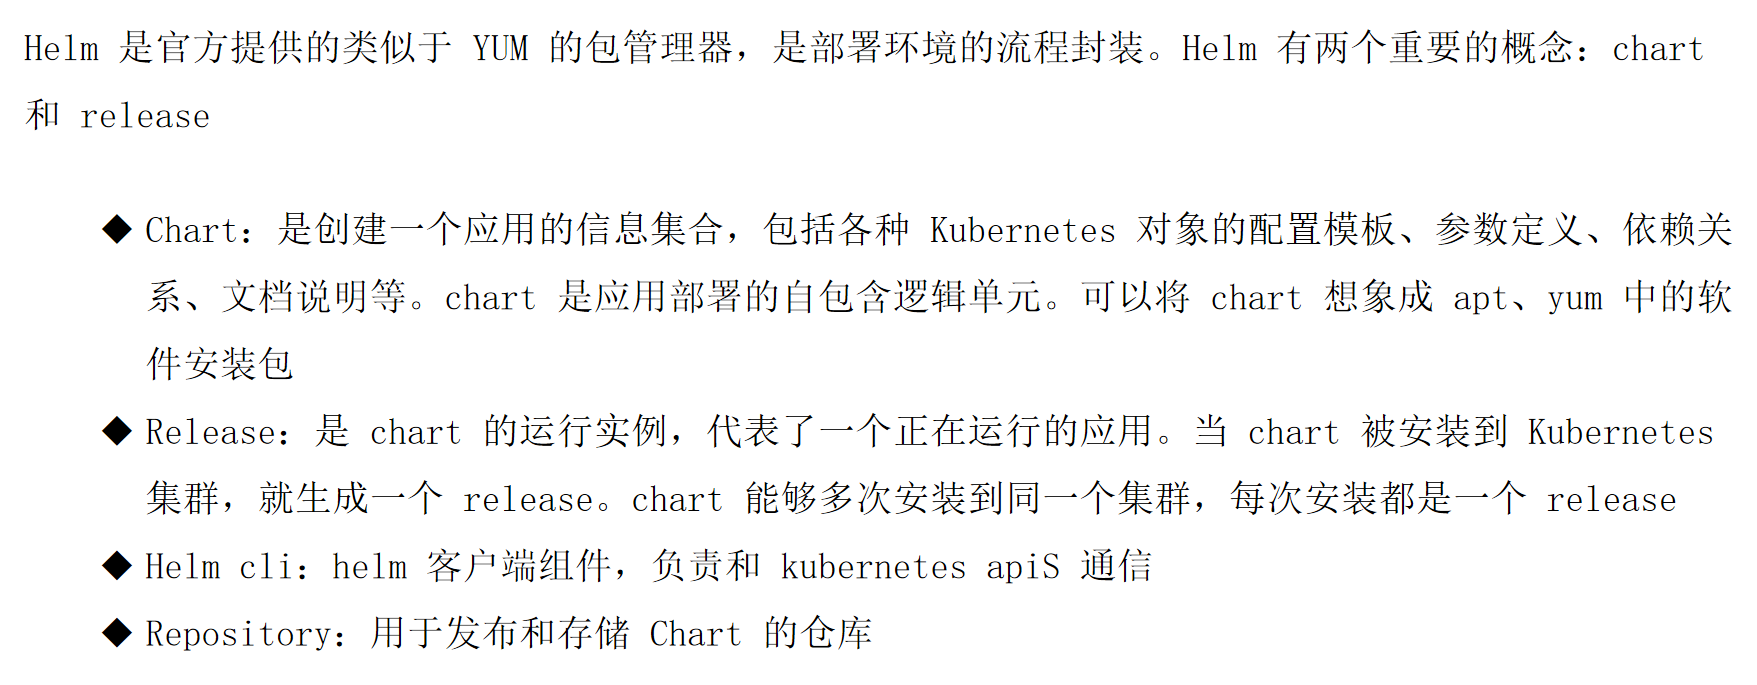 Helm 是官方提供的类似于 YUM 的包管理器，是部署环境的流程封装。Helm 有两个重要的概念：chart
和 release
◆ Chart：是创建一个应用的信息集合，包括各种 Kubernetes 对象的配置模板、参数定义、依赖关
系、文档说明等。chart 是应用部署的自包含逻辑单元。可以将 chart 想象成 apt、yum 中的软
件安装包
◆ Release：是 chart 的运行实例，代表了一个正在运行的应用。当 chart 被安装到 Kubernetes
集群，就生成一个 release。chart 能够多次安装到同一个集群，每次安装都是一个 release
◆ Helm cli：helm 客户端组件，负责和 kubernetes apiS 通信
◆ Repository：用于发布和存储 Chart 的仓库